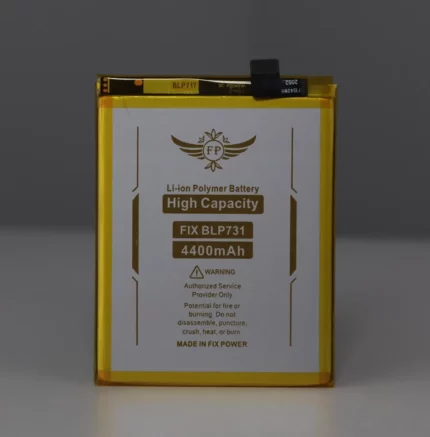 BLP717
FP
Li-ion Polymer Battery
High Capacity
FIX BLP731
4400mAh
WARNING
Authorized Service
Provider Only
Potential for fire or
burning. Do not
disassemble, puncture,
crush, heat, or burn
MADE IN FIX POWER